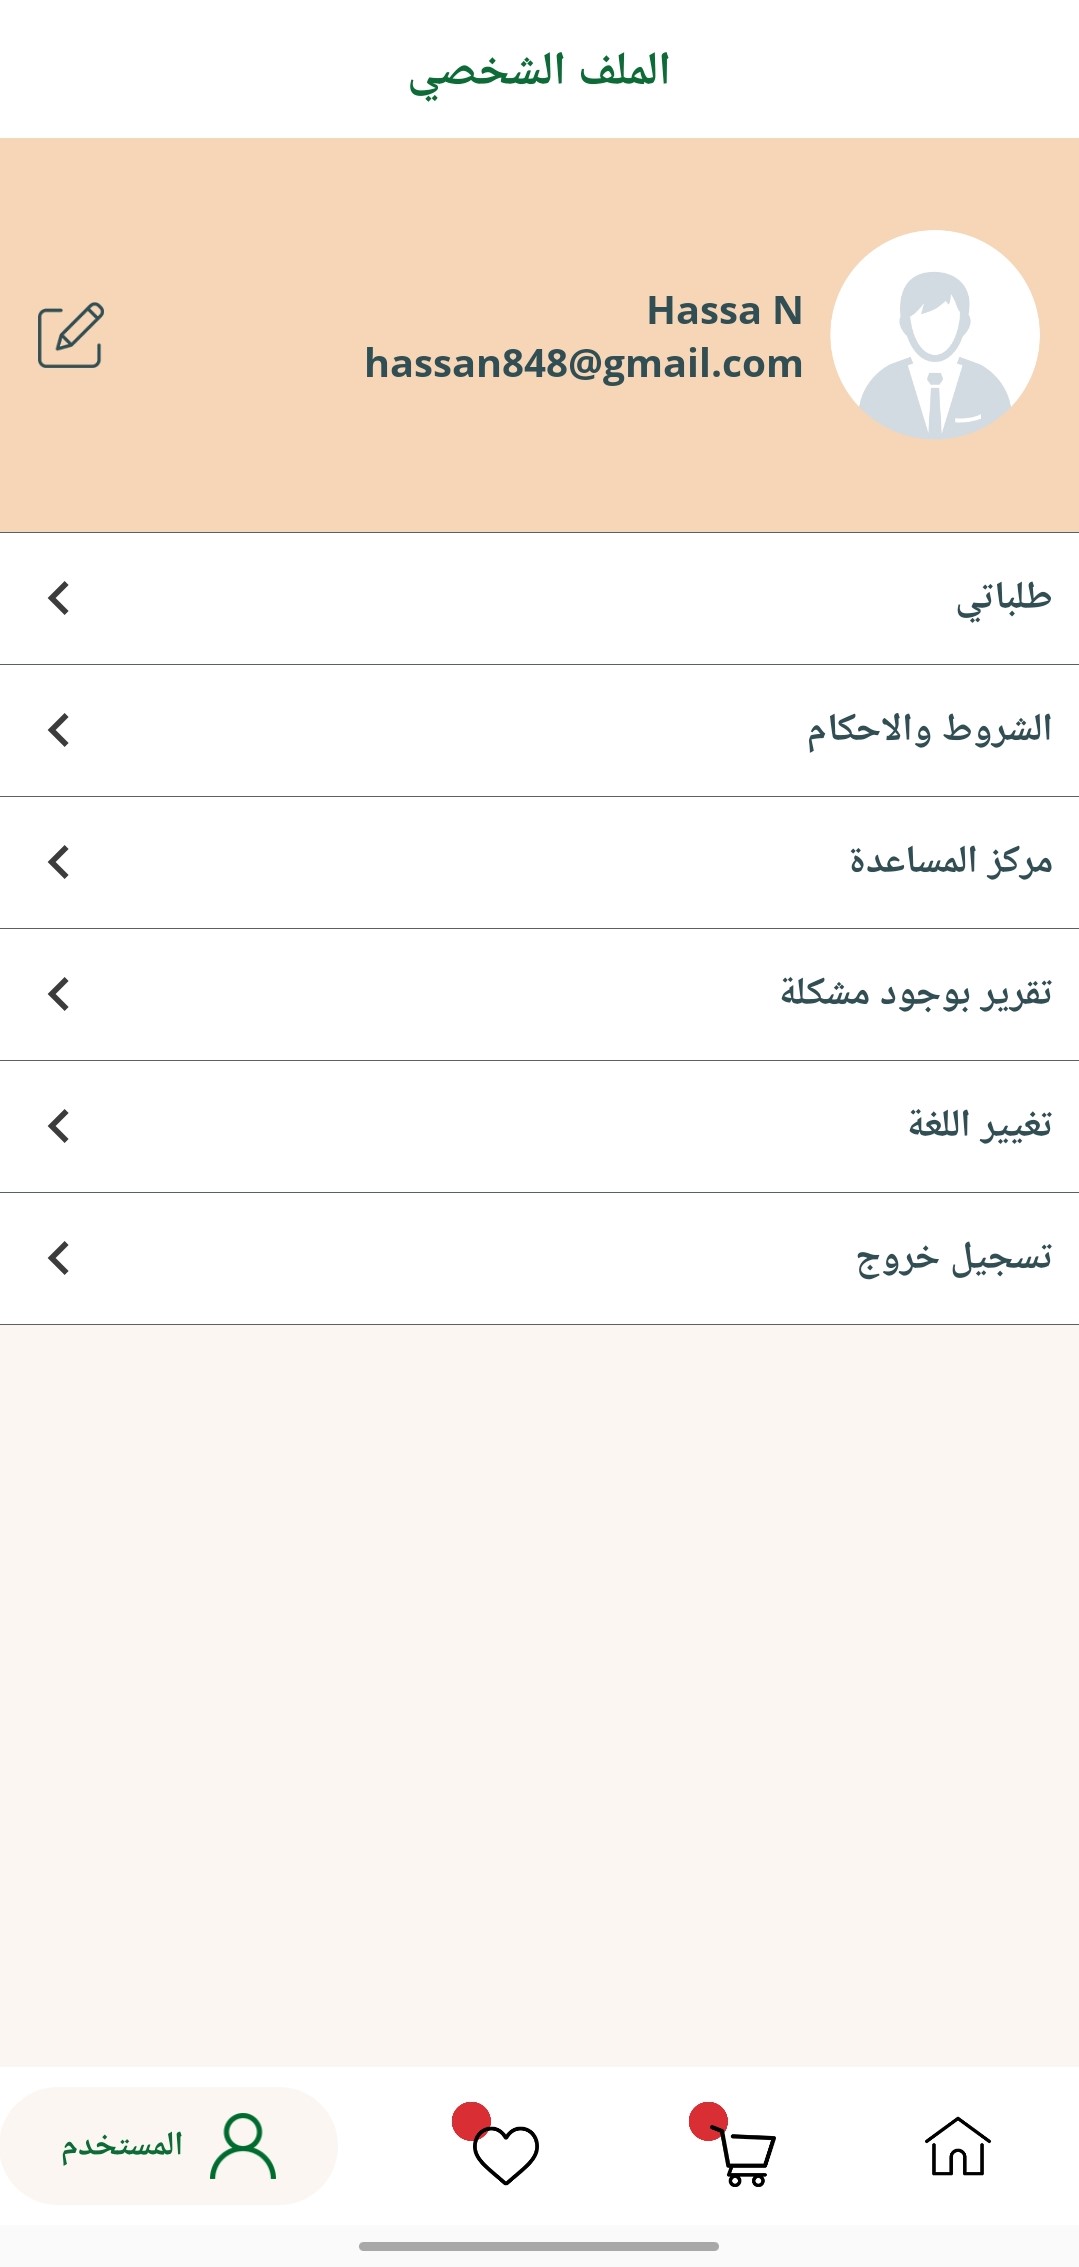 الملف الشخصي
Hassa N
hassan848@gmail.com
طلباتي
الشروط والاحكام
مركز المساعدة
تقرير بوجود مشكلة
تغيير اللغة
تسجيل خروج
المستخدم